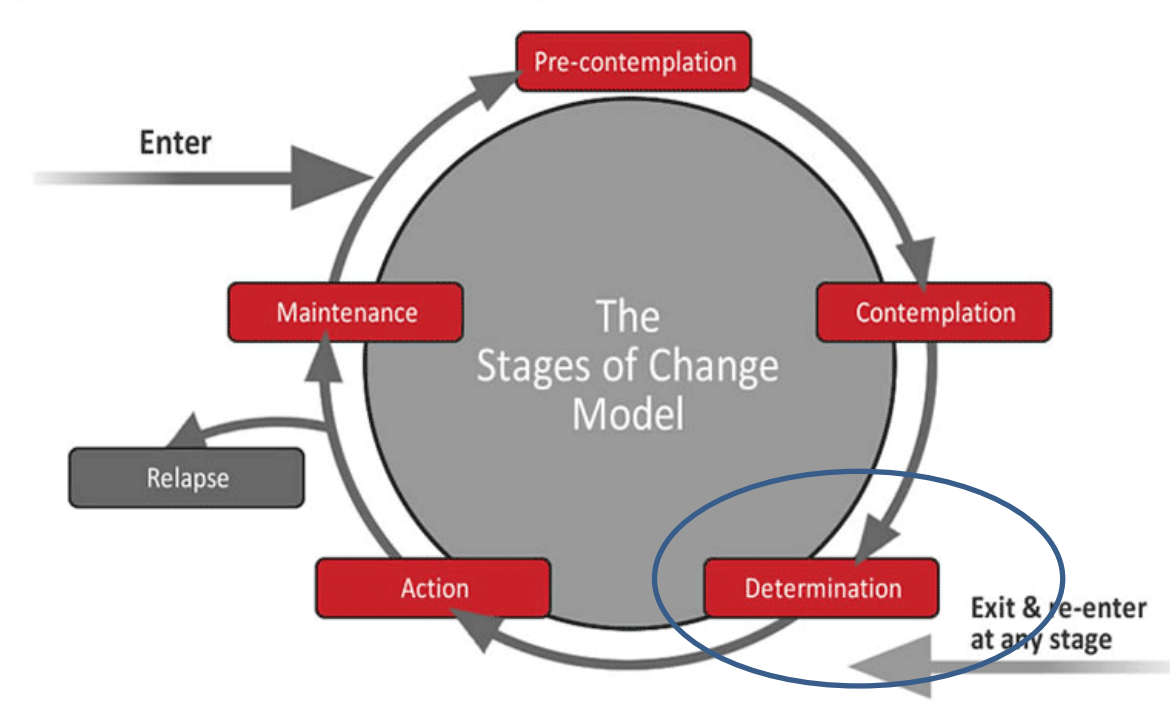 Pre-contemplation
Enter
Maintenance
Contemplation
The
Stages of Change
Model
Relapse
Action
Determination
Exit & re-enter
at any stage